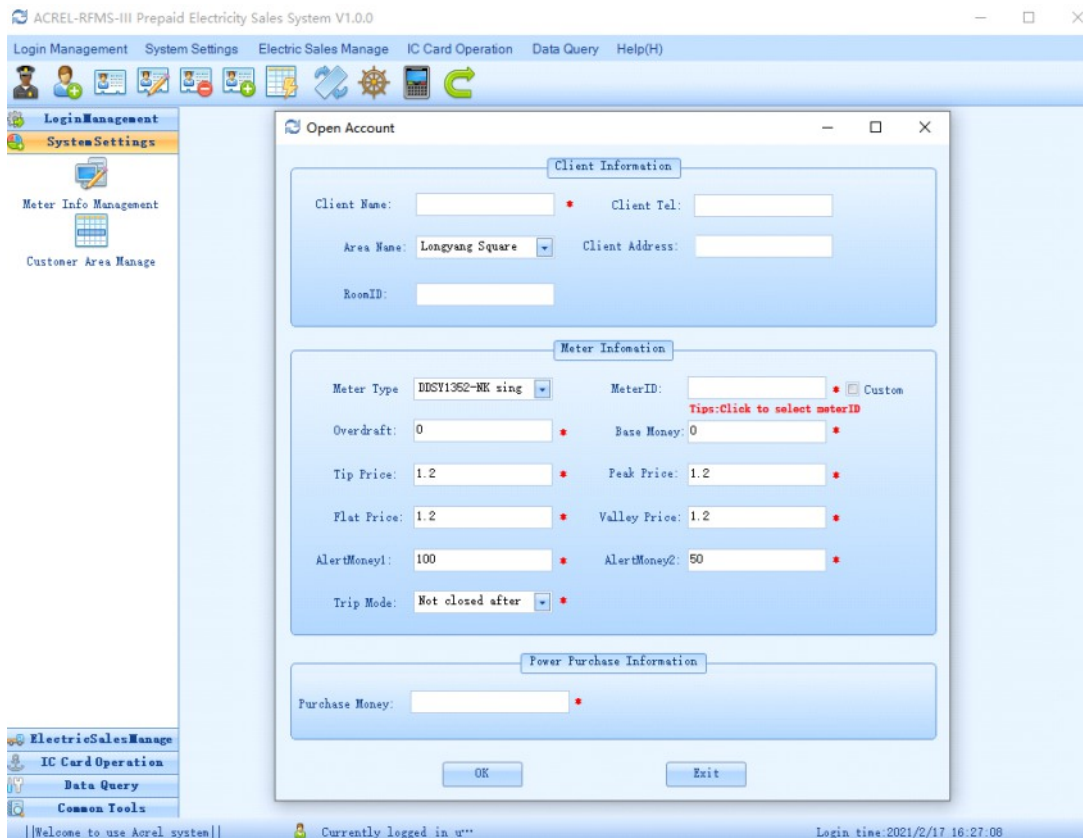 ACREL-RFMS-III Prepaid Electricity Sales System V1.0.0
Login Management System Settings Electric Sales Manage IC Card Operation Data Query Help(H)
LoginManagement
SystemSettings
Meter Info Management
Customer Area Manage
Open Account
Client Information
Client Name: * Client Tel:
Area Name: Longyang Square Client Address:
RoomID:
Meter Infomation
Meter Type DDSY1352-NK sing MeterID: * Custom
Tips:Click to select meterID
Overdraft: 0 * Base Money: 0 *
Tip Price: 1.2 * Peak Price: 1.2 *
Flat Price: 1.2 * Valley Price: 1.2 *
AlertMoney1: 100 * AlertMoney2: 50 *
Trip Mode: Not closed after *
Power Purchase Information
Purchase Money: *
OK Exit
ElectricSalesManage
IC Card Operation
Data Query
Common Tools
||Welcome to use Acrel system|| Currently logged in u··· Login time:2021/2/17 16:27:08